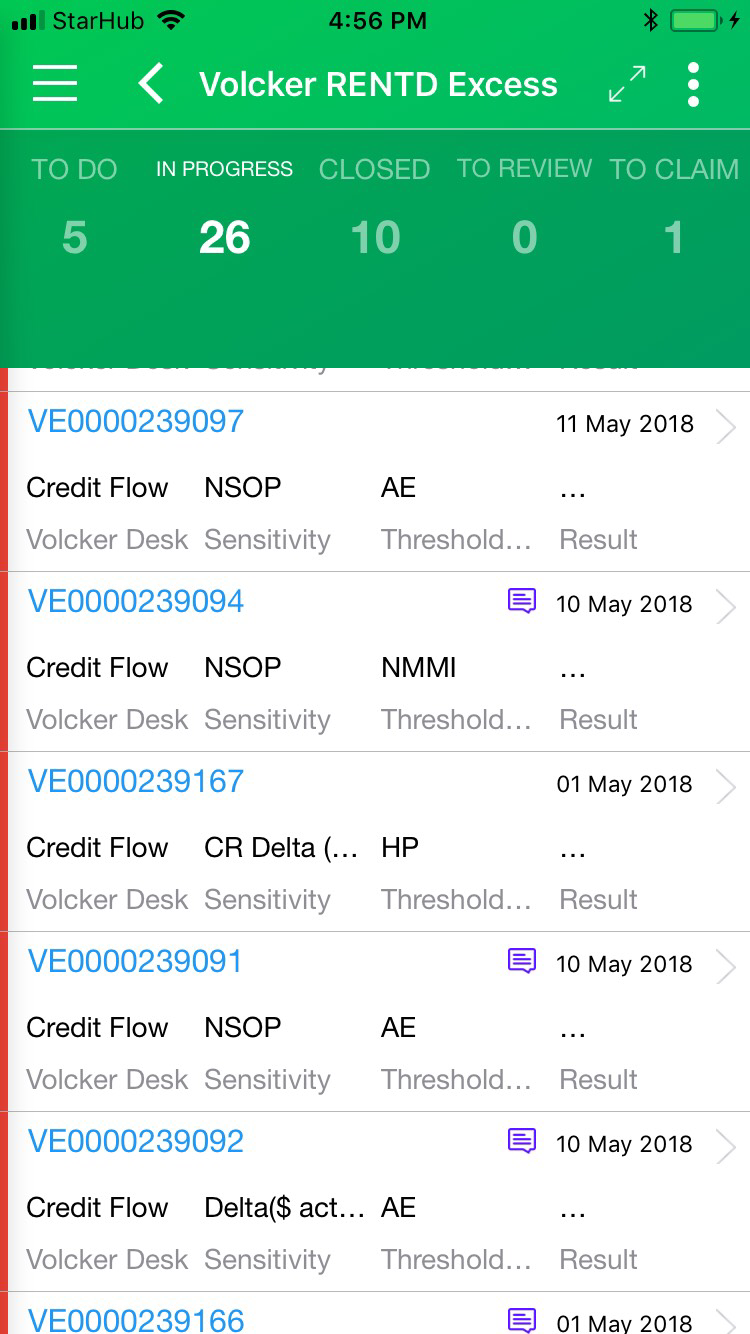 StarHub 4:56 PM
Volcker RENTD Excess
TO DO IN PROGRESS CLOSED TO REVIEW TO CLAIM
5 26 10 0 1
VE0000239097 11 May 2018
Credit Flow NSOP AE ...
Volcker Desk Sensitivity Threshold... Result
VE0000239094 10 May 2018
Credit Flow NSOP NMMI ...
Volcker Desk Sensitivity Threshold... Result
VE0000239167 01 May 2018
Credit Flow CR Delta (... HP ...
Volcker Desk Sensitivity Threshold... Result
VE0000239091 10 May 2018
Credit Flow NSOP AE ...
Volcker Desk Sensitivity Threshold... Result
VE0000239092 10 May 2018
Credit Flow Delta($ act... AE ...
Volcker Desk Sensitivity Threshold... Result
VE0000239166 01 May 2018